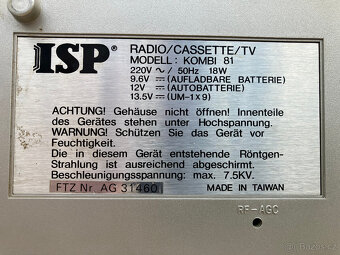 ISP® RADIO/CASSETTE/TV
MODELL: KOMBI 81
220V ~ / 50Hz 18W
9.6V ⎓ (AUFLADBARE BATTERIE)
12V ⎓ (AUTOBATTERIE)
13.5V ⎓ (UM-1 X 9)
ACHTUNG! Gehäuse nicht öffnen! Innenteile
des Gerätes stehen unter Hochspannung.
WARNUNG! Schützen Sie das Gerät vor
Feuchtigkeit.
Die in diesem Gerät entstehende Röntgen-
Strahlung ist ausreichend abgeschirmt.
Beschleunigungsspannung: max. 7.5KV.
FTZ Nr. AG 31460 MADE IN TAIWAN
RF-AGC